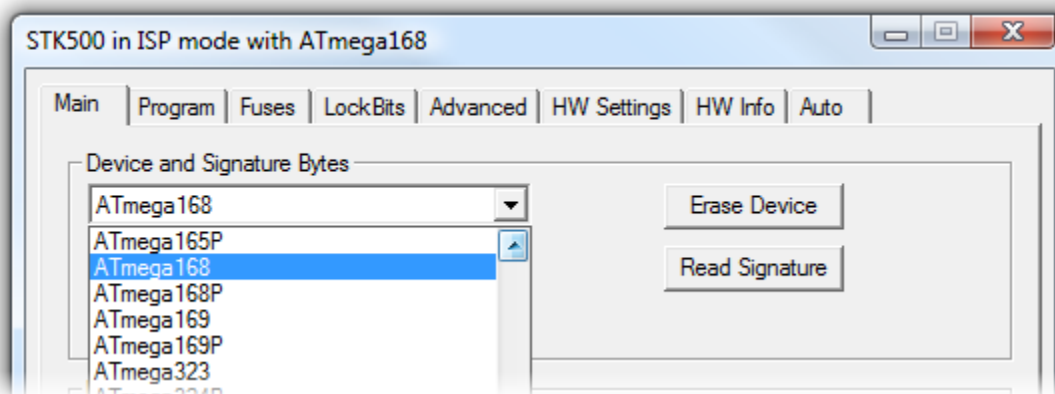 STK500 in ISP mode with ATmega168
Main Program Fuses LockBits Advanced HW Settings HW Info Auto
Device and Signature Bytes
ATmega168 Erase Device
ATmega165P
ATmega168 Read Signature
ATmega168P
ATmega169
ATmega169P
ATmega323